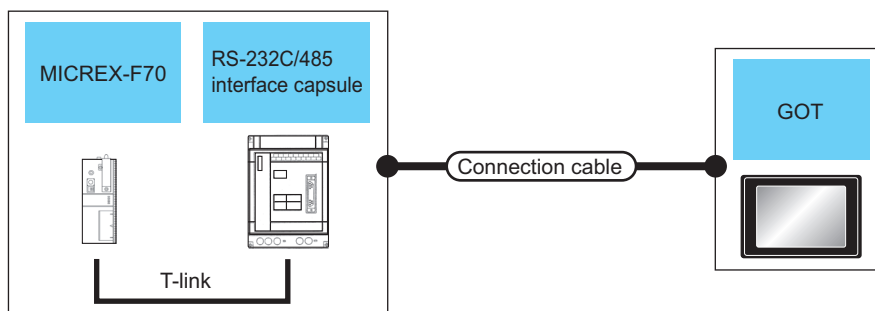 MICREX-F70
RS-232C/485
interface capsule
GOT
Connection cable
T-link